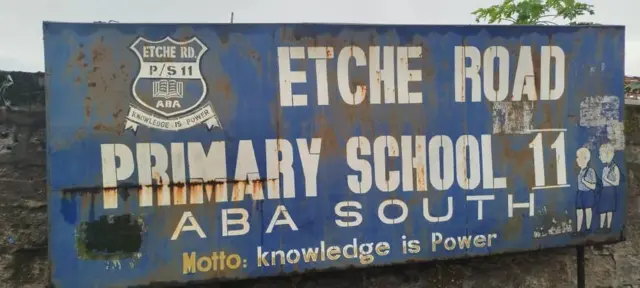 ETCHE RD.
P/S 11
ABA
KNOWLEDGE IS POWER
ETCHE ROAD
PRIMARY SCHOOL 11
ABA SOUTH
Motto: knowledge is Power